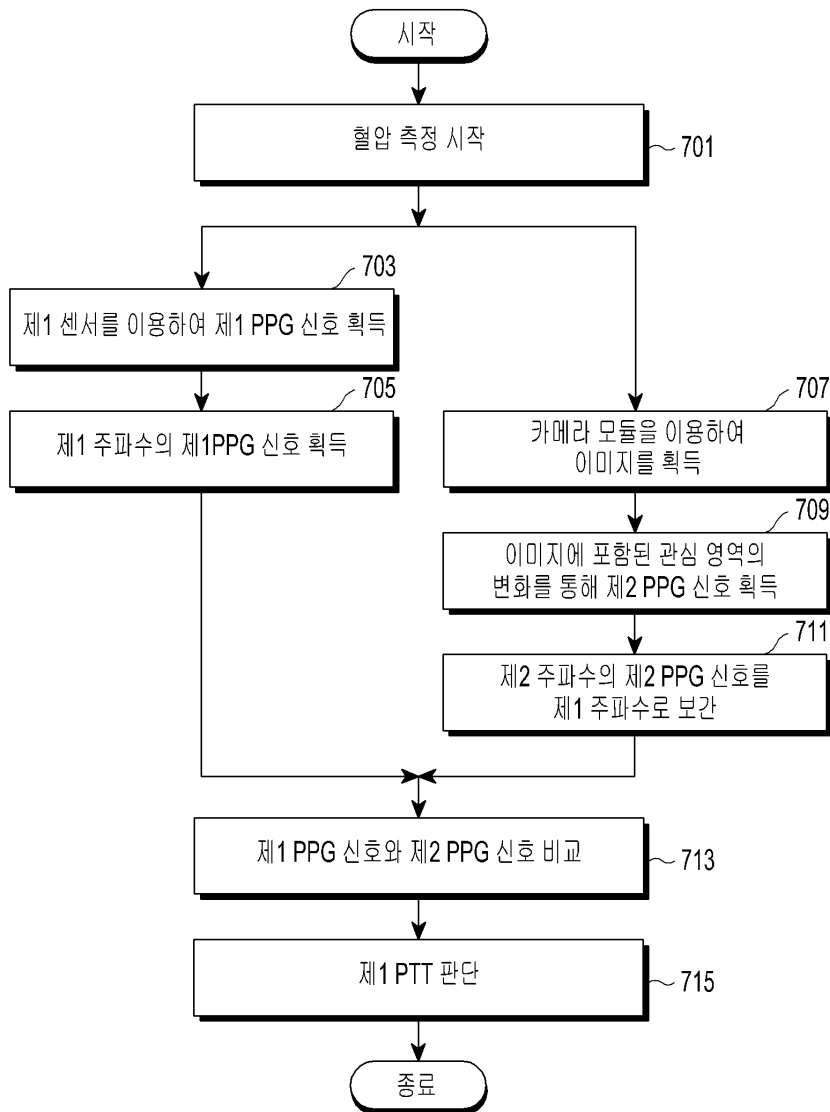 시작
혈압 측정 시작
701
703
제1 센서를 이용하여 제1 PPG 신호 획득
705
제1 주파수의 제1PPG 신호 획득
707
카메라 모듈을 이용하여
이미지를 획득
709
이미지에 포함된 관심 영역의
변화를 통해 제2 PPG 신호 획득
711
제2 주파수의 제2 PPG 신호를
제1 주파수로 보간
제1 PPG 신호와 제2 PPG 신호 비교
713
제1 PTT 판단
715
종료